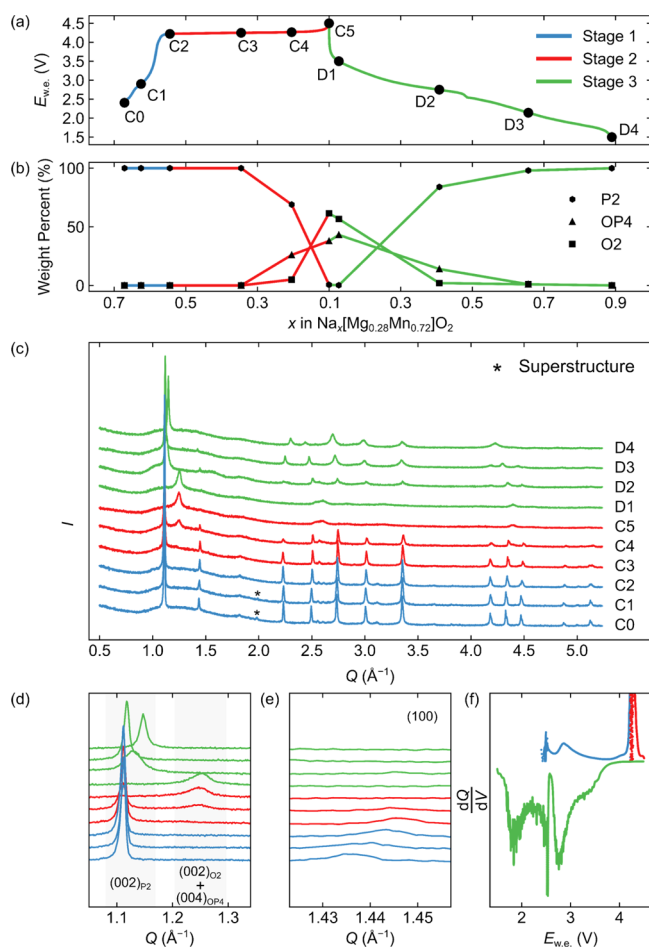 (a)
4.5
4.0
3.5
3.0
2.5
2.0
1.5
E_w.e. (V)
C0
C1
C2
C3
C4
C5
D1
D2
D3
D4
Stage 1
Stage 2
Stage 3
(b)
100
50
0
Weight Percent (%)
P2
OP4
O2
0.7 0.5 0.3 0.1 0.3 0.5 0.7 0.9
x in Na_x[Mg_0.28Mn_0.72]O_2
(c)
* Superstructure
I
D4
D3
D2
D1
C5
C4
C3
C2
C1
C0
*
*
0.5 1.0 1.5 2.0 2.5 3.0 3.5 4.0 4.5 5.0
Q (Å⁻¹)
(d)
(002)_P2
(002)_O2
+
(004)_OP4
1.1 1.2 1.3
Q (Å⁻¹)
(e)
(100)
1.43 1.44 1.45
Q (Å⁻¹)
(f)
dQ
dV
2 3 4
E_w.e. (V)